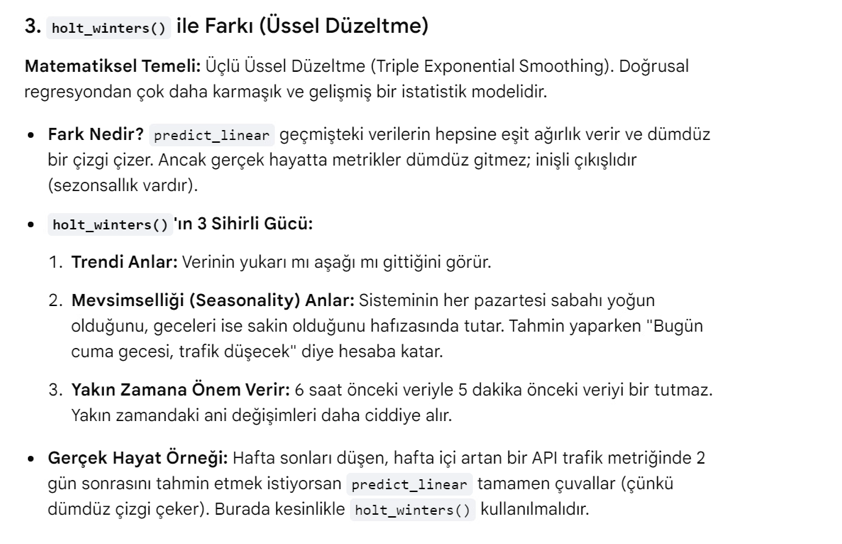 3. holt_winters() ile Farkı (Üssel Düzeltme)
Matematiksel Temeli: Üçlü Üssel Düzeltme (Triple Exponential Smoothing). Doğrusal
regresyondan çok daha karmaşık ve gelişmiş bir istatistik modelidir.
• Fark Nedir? predict_linear geçmişteki verilerin hepsine eşit ağırlık verir ve dümdüz
bir çizgi çizer. Ancak gerçek hayatta metrikler dümdüz gitmez; inişli çıkışlıdır
(sezonsallık vardır).
• holt_winters() 'ın 3 Sihirli Gücü:
1. Trendi Anlar: Verinin yukarı mı aşağı mı gittiğini görür.
2. Mevsimselliği (Seasonality) Anlar: Sisteminin her pazartesi sabahı yoğun
olduğunu, geceleri ise sakin olduğunu hafızasında tutar. Tahmin yaparken "Bugün
cuma gecesi, trafik düşecek" diye hesaba katar.
3. Yakın Zamana Önem Verir: 6 saat önceki veriyle 5 dakika önceki veriyi bir tutmaz.
Yakın zamandaki ani değişimleri daha ciddiye alır.
• Gerçek Hayat Örneği: Hafta sonları düşen, hafta içi artan bir API trafik metriğinde 2
gün sonrasını tahmin etmek istiyorsan predict_linear tamamen çuvallar (çünkü
dümdüz çizgi çeker). Burada kesinlikle holt_winters() kullanılmalıdır.